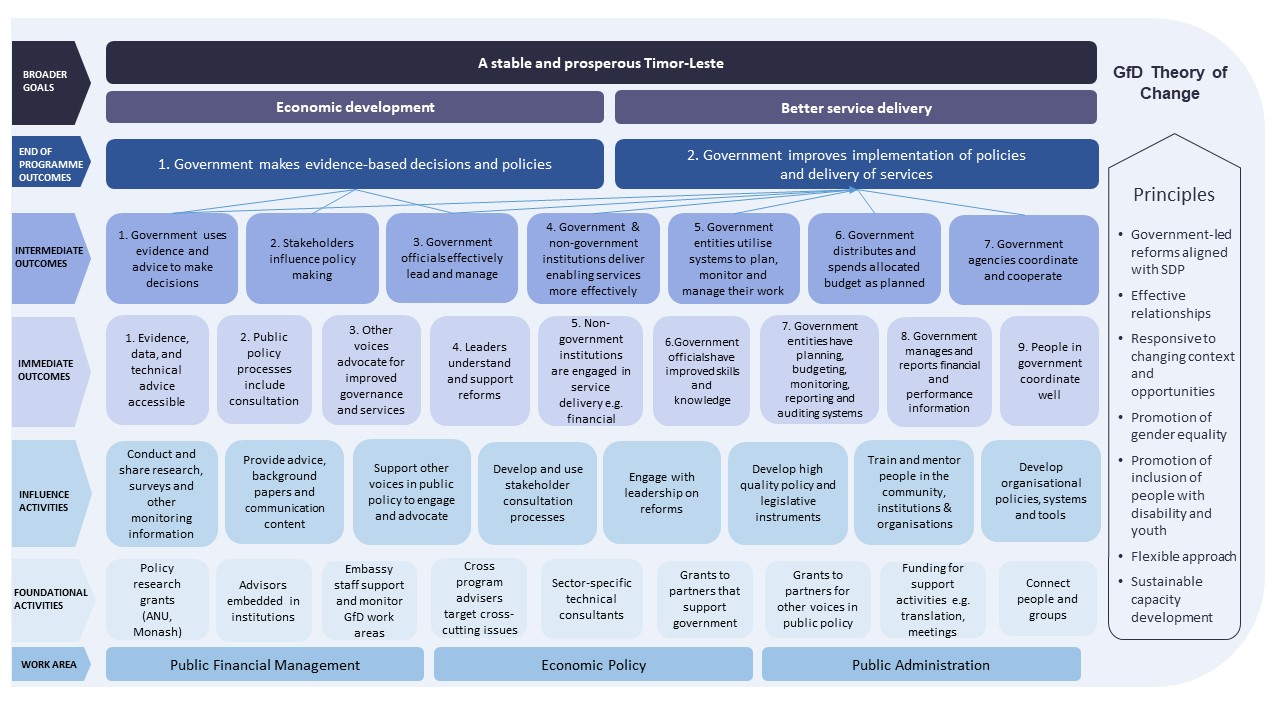 GfD Theory of
Change
BROADER
GOALS
A stable and prosperous Timor-Leste
Economic development
Better service delivery
END OF
PROGRAMME
OUTCOMES
1. Government makes evidence-based decisions and policies
2. Government improves implementation of policies
and delivery of services
INTERMEDIATE
OUTCOMES
1. Government uses
evidence and
advice to make
decisions
2. Stakeholders
influence policy
making
3. Government
officials effectively
lead and manage
4. Government &
non-government
institutions deliver
enabling services
more effectively
5. Government
entities utilise
systems to plan,
monitor and
manage their work
6. Government
distributes and
spends allocated
budget as planned
7. Government
agencies coordinate
and cooperate
IMMEDIATE
OUTCOMES
1. Evidence,
data, and
technical
advice
accessible
2. Public
policy
processes
include
consultation
3. Other
voices
advocate for
improved
governance
and services
4. Leaders
understand
and support
reforms
5. Non-
government
institutions
are engaged in
service
delivery e.g.
financial
6.Government
officials have
improved skills
and
knowledge
7. Government
entities have
planning,
budgeting,
monitoring,
reporting and
auditing systems
8. Government
manages and
reports financial
and
performance
information
9. People in
government
coordinate
well
INFLUENCE
ACTIVITIES
Conduct and
share research,
surveys and
other
monitoring
information
Provide advice,
background
papers and
communication
content
Support other
voices in public
policy to engage
and advocate
Develop and use
stakeholder
consultation
processes
Engage with
leadership on
reforms
Develop high
quality policy and
legislative
instruments
Train and mentor
people in the
community,
institutions &
organisations
Develop
organisational
policies, systems
and tools
FOUNDATIONAL
ACTIVITIES
Policy
research
grants
(ANU,
Monash)
Advisors
embedded in
institutions
Embassy
staff support
and monitor
GfD work
areas
Cross
program
advisers
target cross-
cutting issues
Sector-specific
technical
consultants
Grants to
partners that
support
government
Grants to
partners for
other voices in
public policy
Funding for
support
activities e.g.
translation,
meetings
Connect
people and
groups
WORK AREA
Public Financial Management
Economic Policy
Public Administration
Principles
• Government-led
reforms aligned
with SDP
• Effective
relationships
• Responsive to
changing context
and
opportunities
• Promotion of
gender equality
• Promotion of
inclusion of
people with
disability and
youth
• Flexible approach
• Sustainable
capacity
development